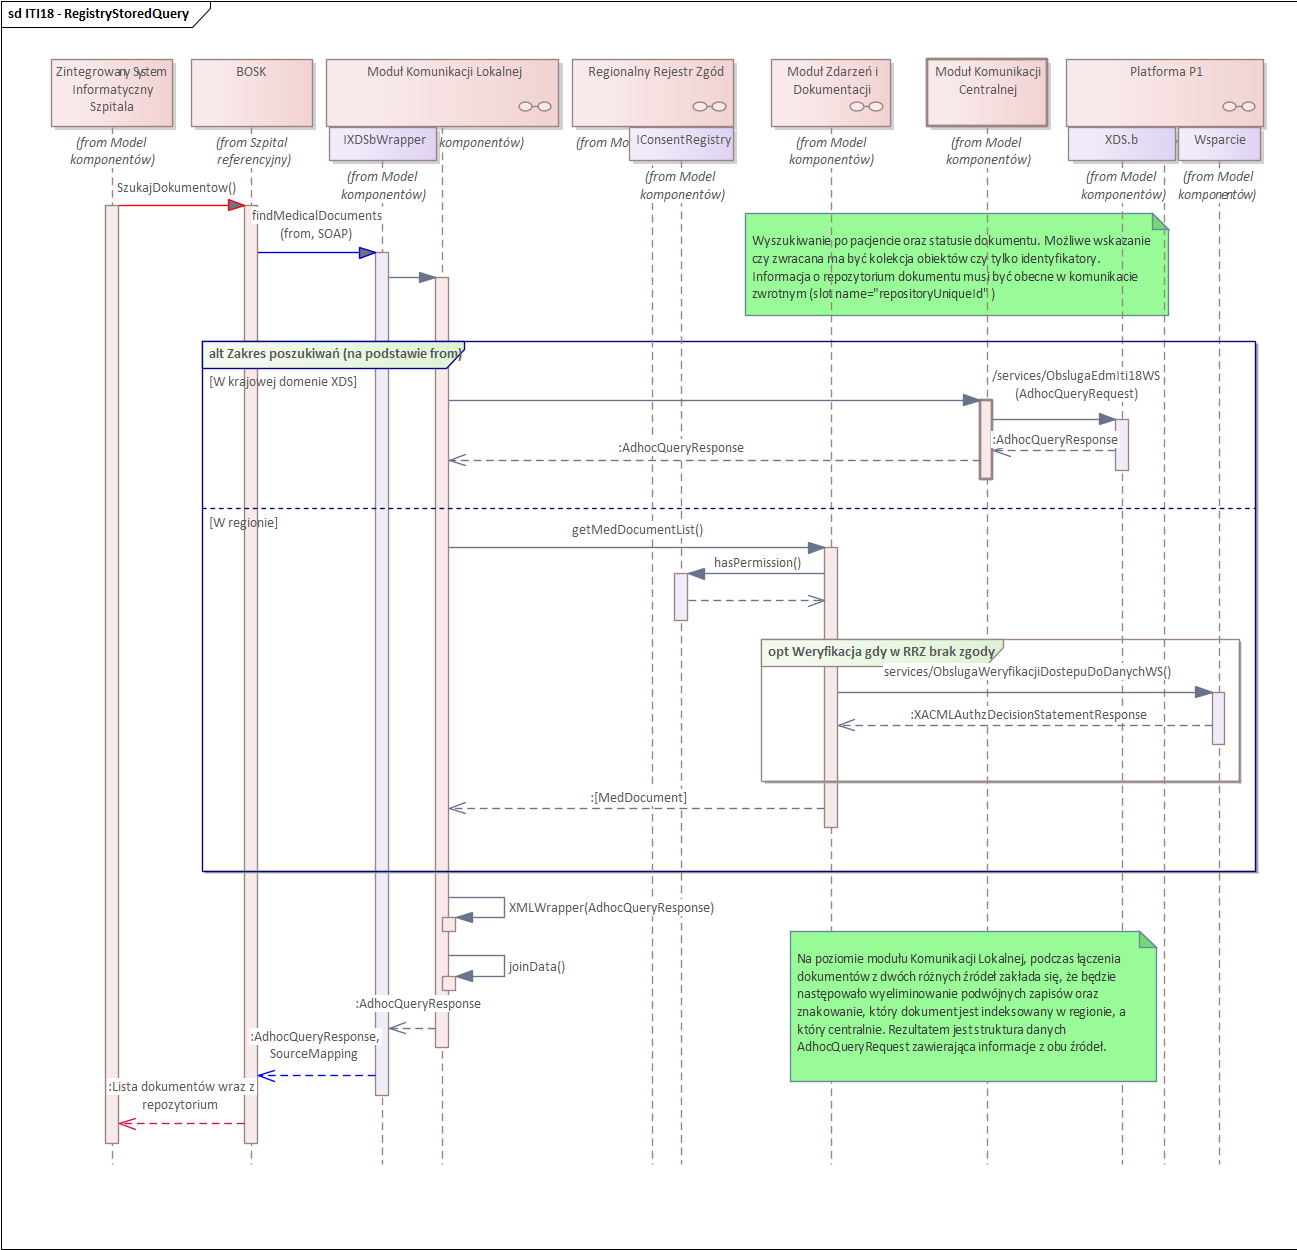 sd ITI18 - RegistryStoredQuery
Zintegrowany System
Informatyczny
Szpitala
BOSK
Moduł Komunikacji Lokalnej
Regionalny Rejestr Zgód
Moduł Zdarzeń i
Dokumentacji
Moduł Komunikacji
Centralnej
Platforma P1
IXDSbWrapper
IConsentRegistry
XDS.b
Wsparcie
(from Model
komponentów)
(from Szpital
referencyjny)
komponentów)
(from Mo
(from Model
komponentów)
(from Model
komponentów)
(from Model
komponentów)
(from Model
komponentów)
(from Model
komponentów)
(from Model
komponentów)
SzukajDokumentow()
findMedicalDocuments
(from, SOAP)
Wyszukiwanie po pacjencie oraz statusie dokumentu. Możliwe wskazanie
czy zwracana ma być kolekcja obiektów czy tylko identyfikatory.
Informacja o repozytorium dokumentu musi być obecne w komunikacie
zwrotnym (slot name="repositoryUniqueId" )
alt Zakres poszukiwań (na podstawie from)
[W krajowej domenie XDS]
/services/ObslugaEdmIti18WS
(AdhocQueryRequest)
:AdhocQueryResponse
:AdhocQueryResponse
[W regionie]
getMedDocumentList()
hasPermission()
opt Weryfikacja gdy w RRZ brak zgody
services/ObslugaWeryfikacjiDostepuDoDanychWS()
:XACMLAuthzDecisionStatementResponse
:[MedDocument]
XMLWrapper(AdhocQueryResponse)
joinData()
Na poziomie modułu Komunikacji Lokalnej, podczas łączenia
dokumentów z dwóch różnych źródeł zakłada się, że będzie
następowało wyeliminowanie podwójnych zapisów oraz
znakowanie, który dokument jest indeksowany w regionie, a
który centralnie. Rezultatem jest struktura danych
AdhocQueryRequest zawierająca informacje z obu źródeł.
:AdhocQueryResponse
:AdhocQueryResponse,
SourceMapping
:Lista dokumentów wraz z
repozytorium